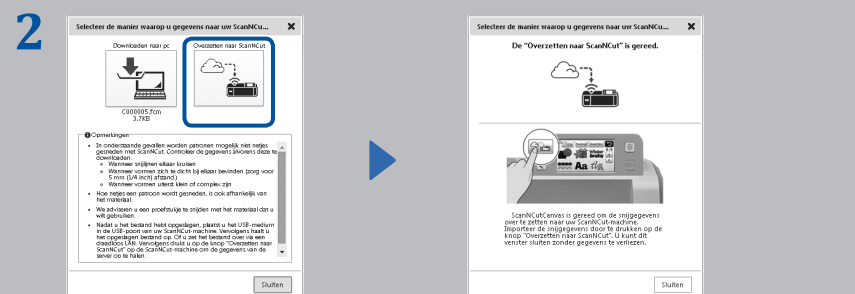 2
Selecteer de manier waarop u gegevens naar uw ScanNCu...
Downloaden naar pc
Overzetten naar ScanNCut
C000005.fcm
3.7KB
Opmerkingen
• In onderstaande gevallen worden patronen mogelijk niet netjes
gesneden met ScanNCut. Controleer de gegevens alvorens deze te
downloaden.
Wanneer snijlijnen elkaar kruisen
Wanneer vormen zich te dicht bij elkaar bevinden (zorg voor
5 mm (1/4 inch) afstand.)
Wanneer vormen uiterst klein of complex zijn
• Hoe netjes een patroon wordt gesneden, is ook afhankelijk van
het materiaal.
• We adviseren u een proefstukje te snijden met het materiaal dat u
wilt gebruiken.
• Nadat u het bestand hebt opgeslagen, plaatst u het USB-medium
in de USB-poort van uw ScanNCut-machine. Vervolgens haalt u
het opgeslagen bestand op. Of u zet het bestand over via een
draadloos LAN. Vervolgens drukt u op de knop "Overzetten naar
ScanNCut" op de ScanNCut-machine om de gegevens van de
server op te halen.
Sluiten
Selecteer de manier waarop u gegevens naar uw ScanNCu...
De "Overzetten naar ScanNCut" is gereed.
Aa
ScanNCutCanvas is gereed om de snijgegevens
over te zetten naar uw ScanNCut-machine.
Importeer de snijgegevens door te drukken op de
knop "Overzetten naar ScanNCut". U kunt dit
venster sluiten zonder gegevens te verliezen.
Sluiten